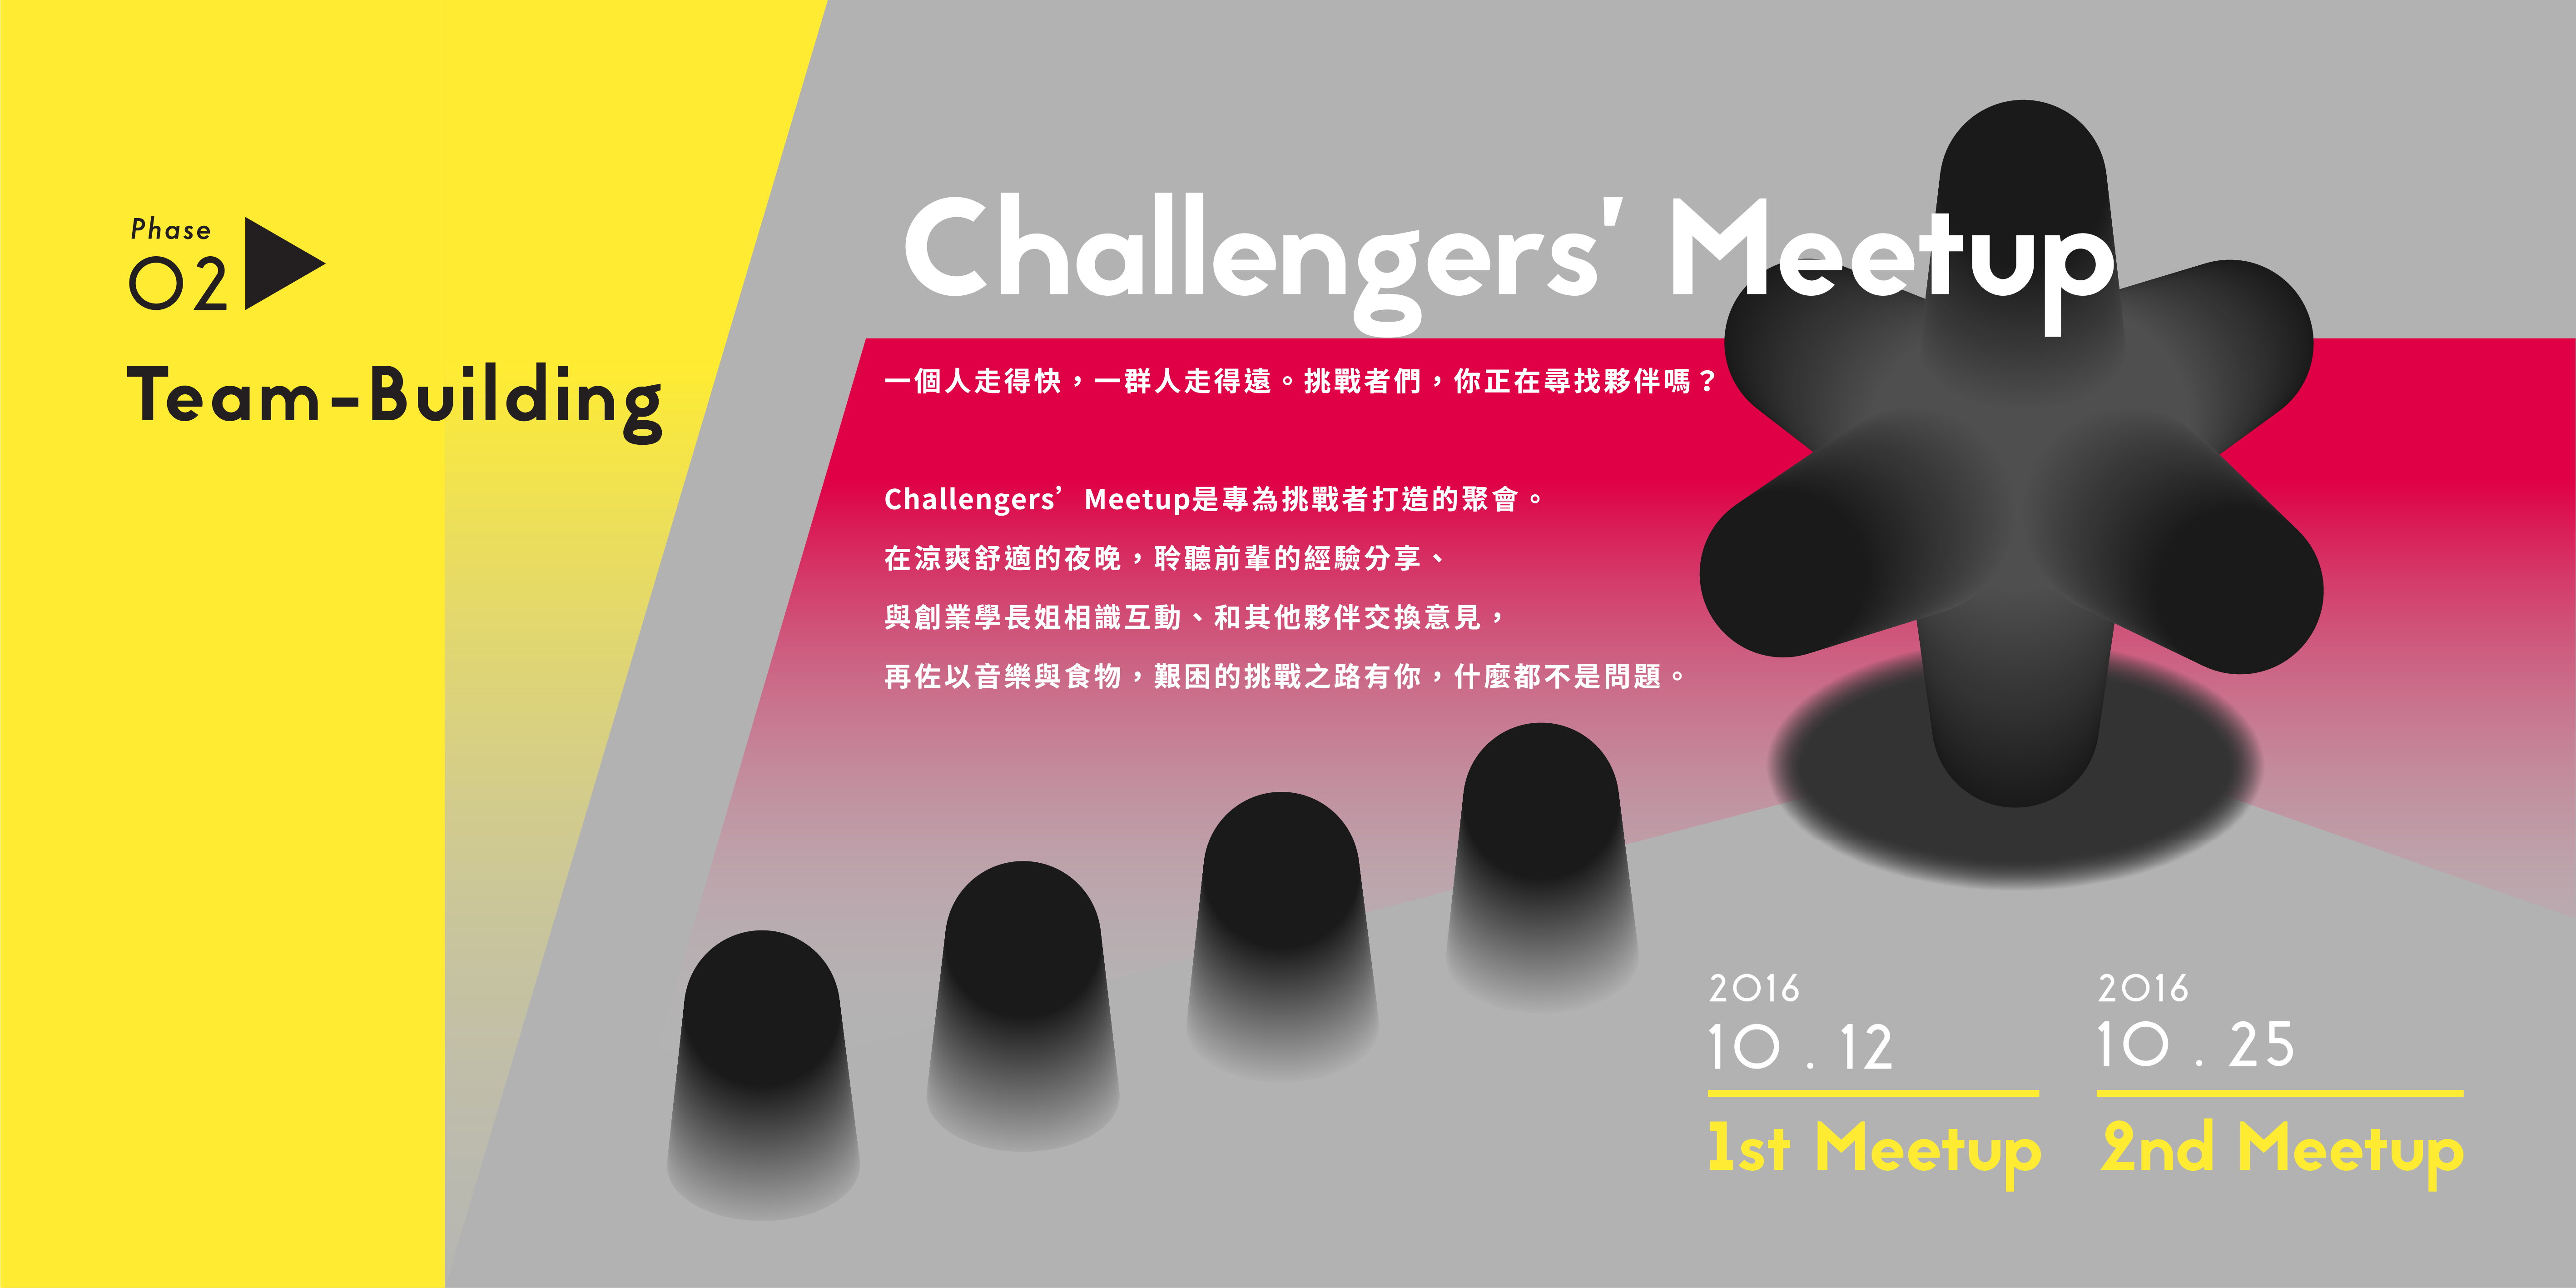 Phase
02
Team-Building
Challengers' Meetup
一個人走得快，一群人走得遠。挑戰者們，你正在尋找夥伴嗎？
Challengers’ Meetup是專為挑戰者打造的聚會。
在涼爽舒適的夜晚，聆聽前輩的經驗分享、
與創業學長姐相識互動、和其他夥伴交換意見，
再佐以音樂與食物，艱困的挑戰之路有你，什麼都不是問題。
2016
10 . 12
1st Meetup
2016
10 . 25
2nd Meetup